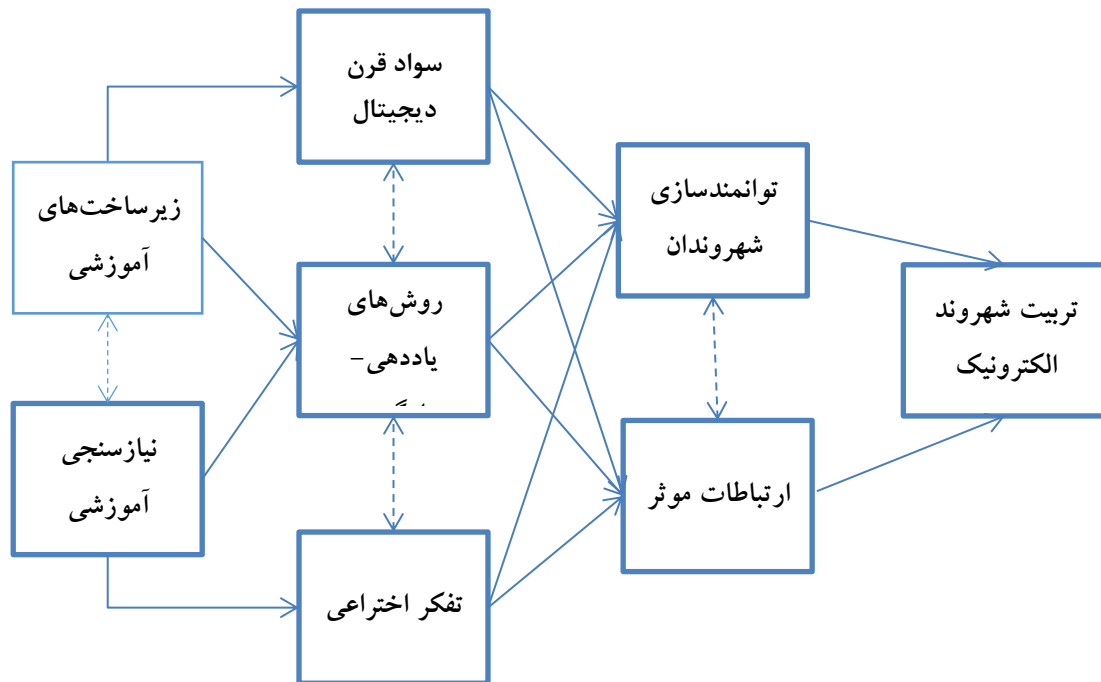 سواد قرن
دیجیتال
زیرساخت‌های
آموزشی
توانمندسازی
شهروندان
روش‌های
یاددهی-
تربیت شهروند
الکترونیک
نیازسنجی
آموزشی
ارتباطات موثر
تفکر اختراعی